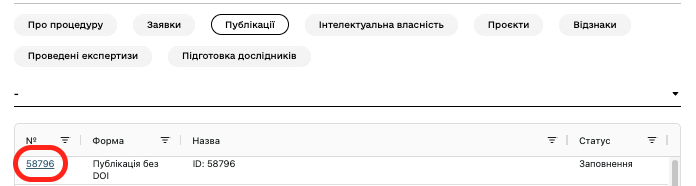 Про процедуру Заявки Публікації Інтелектуальна власність Проєкти Відзнаки
Проведені експертизи Підготовка дослідників
-
№ Форма Назва Статус
58796 Публікація без ID: 58796 Заповнення
DOI